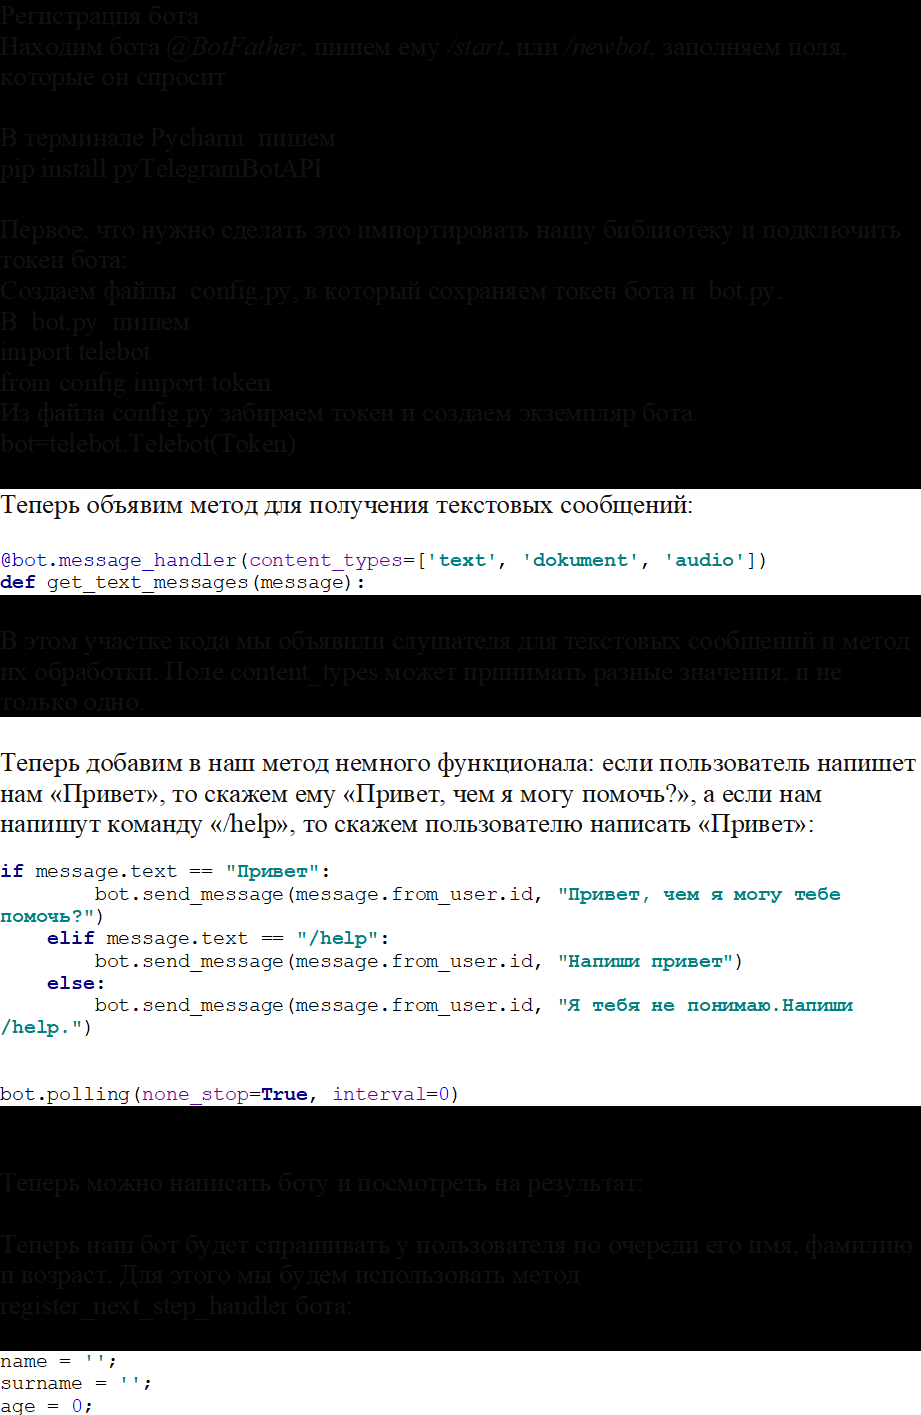 Регистрация бота
Находим бота @BotFather, пишем ему /start, или /newbot, заполняем поля,
которые он спросит
В терминале Pycharm  пишем
pip install pyTelegramBotAPI
Первое, что нужно сделать это импортировать нашу библиотеку и подключить
токен бота:
Создаем файлы  config.py, в который сохраняем токен бота и  bot.py.
В  bot.py  пишем
import telebot
from config import token
Из файла config.py забираем токен и создаем экземпляр бота.
bot=telebot.Telebot(Token)
Теперь объявим метод для получения текстовых сообщений:
@bot.message_handler(content_types=['text', 'dokument', 'audio'])
def get_text_messages(message):
В этом участке кода мы объявили слушателя для текстовых сообщений и метод
их обработки. Поле content_types может принимать разные значения, и не
только одно.
Теперь добавим в наш метод немного функционала: если пользователь напишет
нам «Привет», то скажем ему «Привет, чем я могу помочь?», а если нам
напишут команду «/help», то скажем пользователю написать «Привет»:
if message.text == "Привет":
        bot.send_message(message.from_user.id, "Привет, чем я могу тебе
помочь?")
    elif message.text == "/help":
        bot.send_message(message.from_user.id, "Напиши привет")
    else:
        bot.send_message(message.from_user.id, "Я тебя не понимаю.Напиши
/help.")
bot.polling(none_stop=True, interval=0)
Теперь можно написать боту и посмотреть на результат:
Теперь наш бот будет спрашивать у пользователя по очереди его имя, фамилию
и возраст. Для этого мы будем использовать метод
register_next_step_handler бота:
name = '';
surname = '';
age = 0;